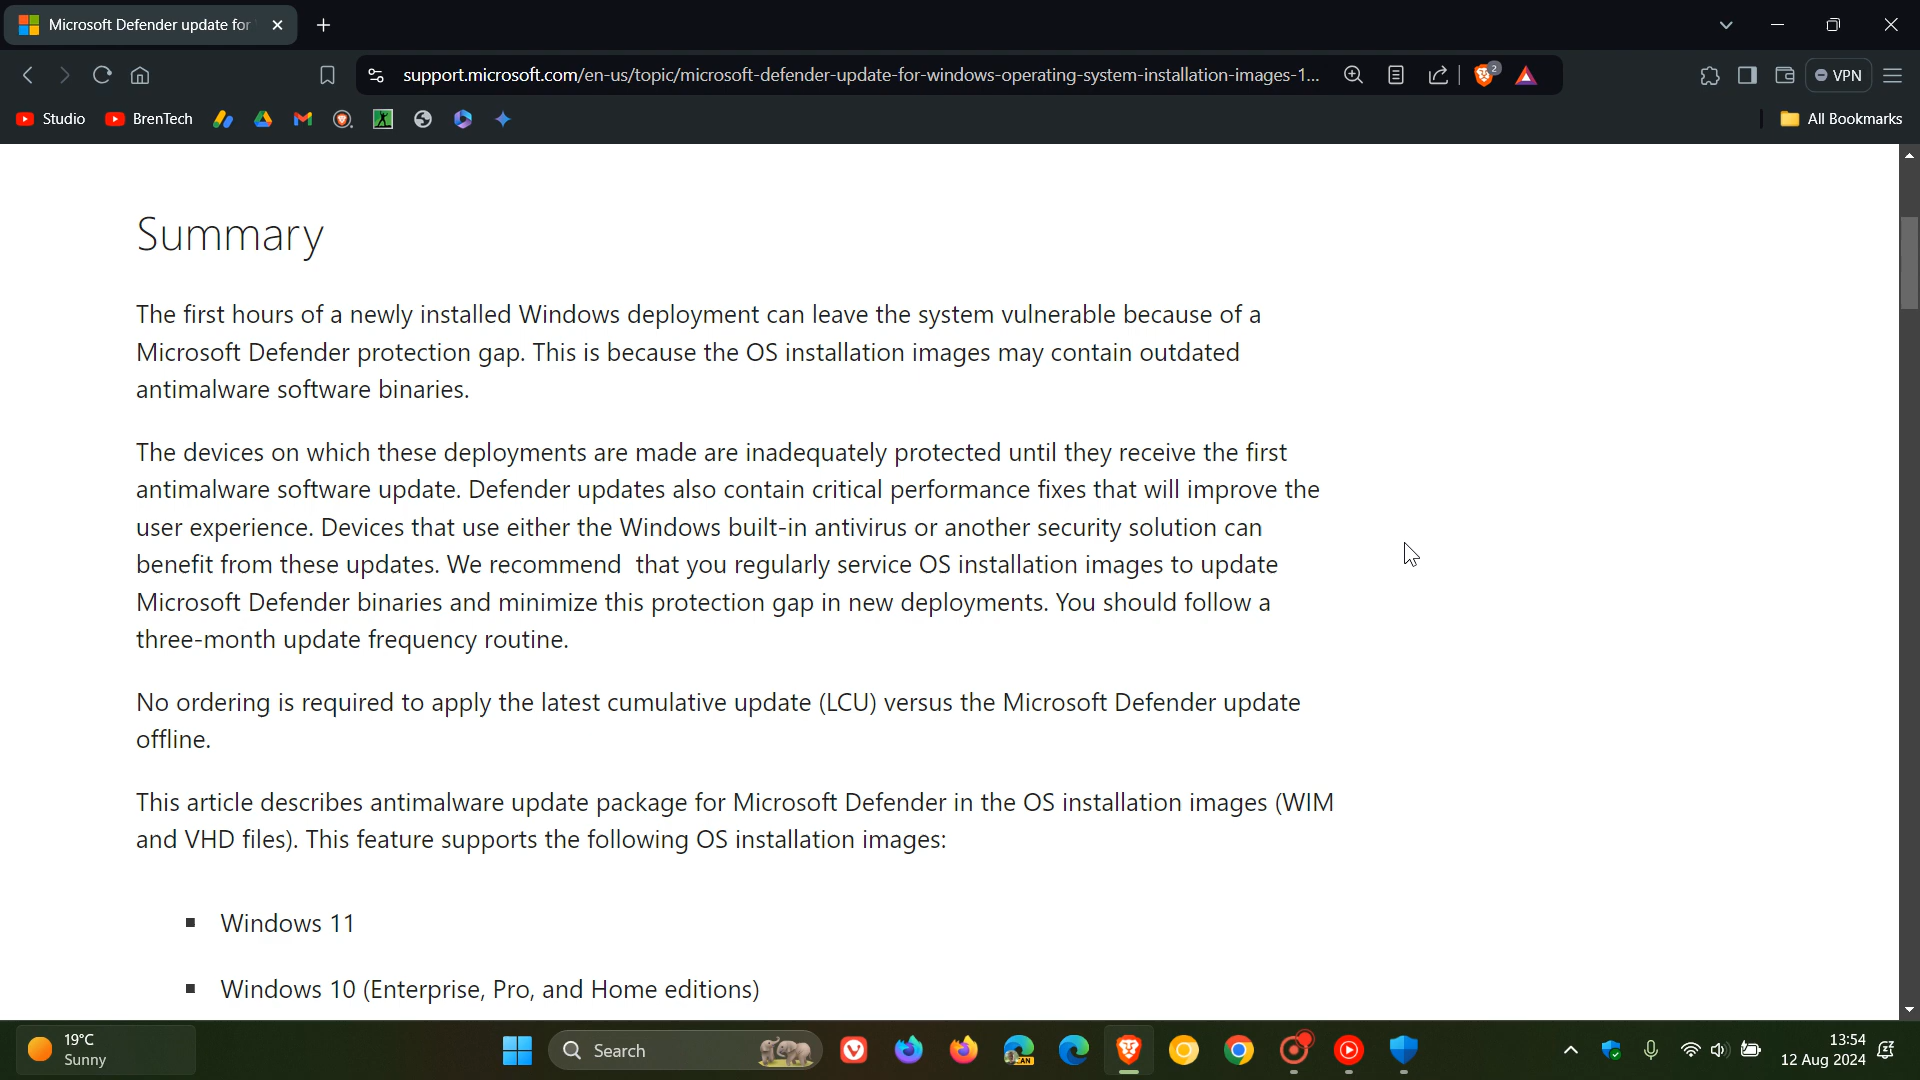 Microsoft Defender update for
support.microsoft.com/en-us/topic/microsoft-defender-update-for-windows-operating-system-installation-images-1...
2
VPN
Studio
BrenTech
All Bookmarks
Summary
The first hours of a newly installed Windows deployment can leave the system vulnerable because of a
Microsoft Defender protection gap. This is because the OS installation images may contain outdated
antimalware software binaries.
The devices on which these deployments are made are inadequately protected until they receive the first
antimalware software update. Defender updates also contain critical performance fixes that will improve the
user experience. Devices that use either the Windows built-in antivirus or another security solution can
benefit from these updates. We recommend that you regularly service OS installation images to update
Microsoft Defender binaries and minimize this protection gap in new deployments. You should follow a
three-month update frequency routine.
No ordering is required to apply the latest cumulative update (LCU) versus the Microsoft Defender update
offline.
This article describes antimalware update package for Microsoft Defender in the OS installation images (WIM
and VHD files). This feature supports the following OS installation images:
▪ Windows 11
▪ Windows 10 (Enterprise, Pro, and Home editions)
19°C
Sunny
Search
CAN
13:54
12 Aug 2024